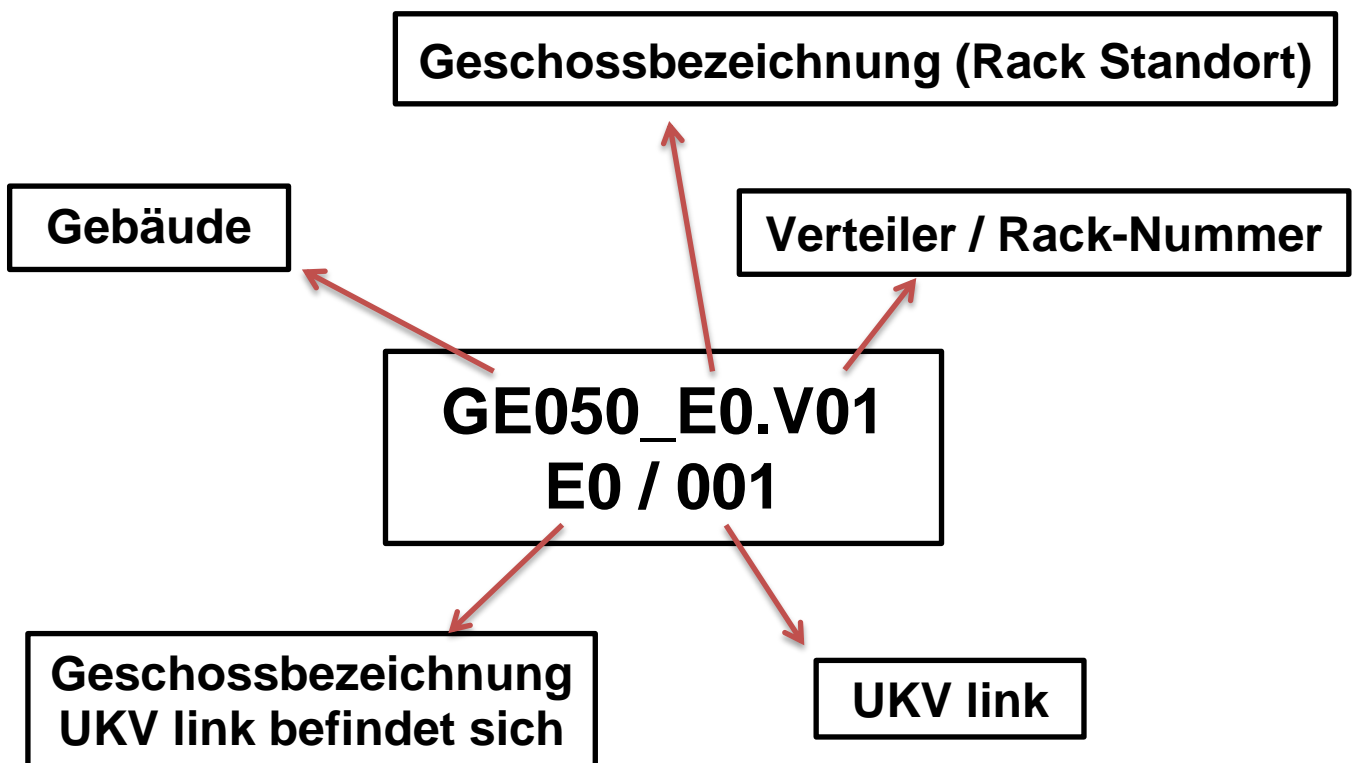 Geschossbezeichnung (Rack Standort)
Gebäude
Verteiler / Rack-Nummer
GE050_E0.V01
E0 / 001
Geschossbezeichnung
UKV link befindet sich
UKV link